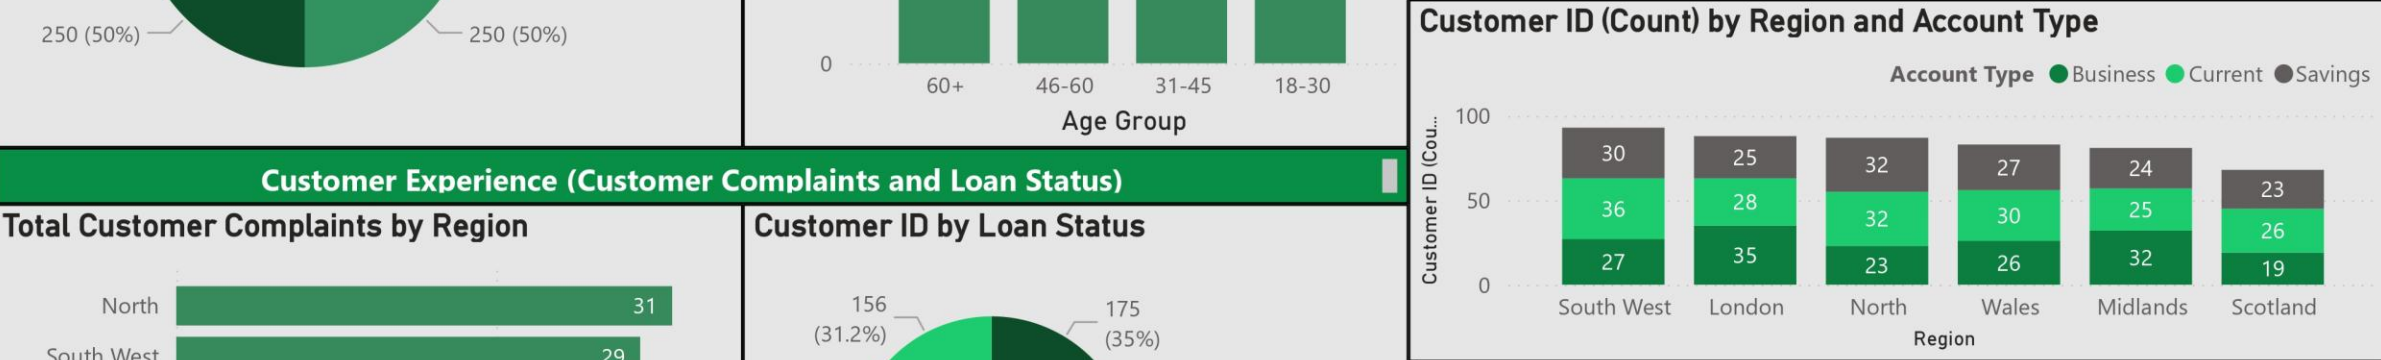 250 (50%)
250 (50%)
0
60+
46-60
31-45
18-30
Age Group
Customer Experience (Customer Complaints and Loan Status)
Total Customer Complaints by Region
North
31
South West
29
Customer ID by Loan Status
156
(31.2%)
175
(35%)
Customer ID (Count) by Region and Account Type
Account Type Business Current Savings
Customer ID (Cou...
100
50
0
30
25
32
27
24
23
36
28
32
30
25
26
27
35
23
26
32
19
South West
London
North
Wales
Midlands
Scotland
Region